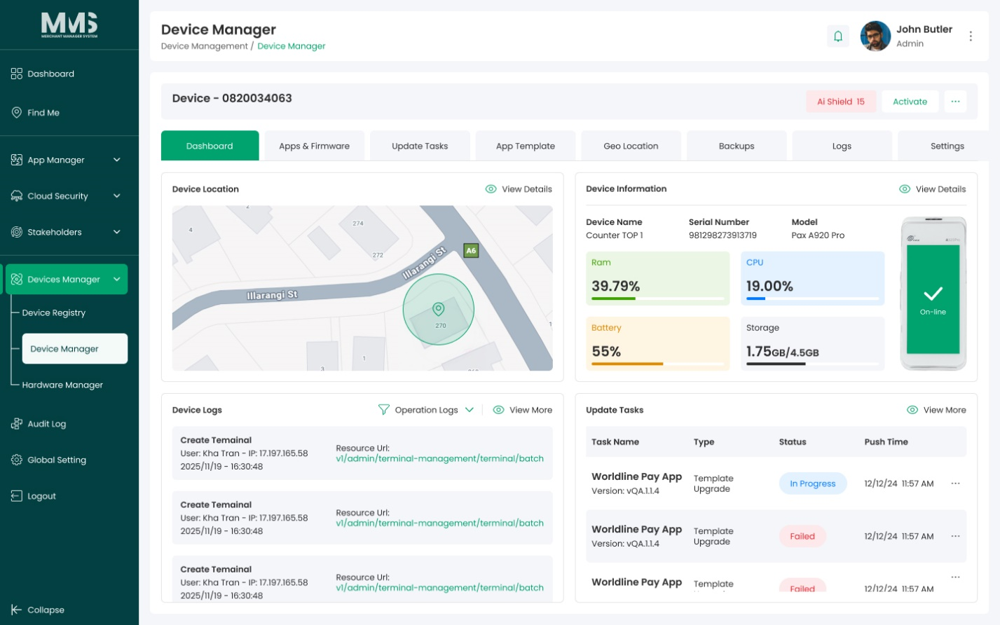 MMS
MERCHANT MANAGER SYSTEM
Dashboard
Find Me
App Manager
Cloud Security
Stakeholders
Devices Manager
Device Registry
Device Manager
Hardware Manager
Audit Log
Global Setting
Logout
Collapse
Device Manager
Device Management / Device Manager
John Butler
Admin
Device - 0820034063
Ai Shield 15
Activate
Dashboard
Apps & Firmware
Update Tasks
App Template
Geo Location
Backups
Logs
Settings
Device Location
View Details
2
4
274
272
A6
Illarangi St
Illarangi St
270
3
1
1
Device Information
View Details
Device Name
Counter TOP 1
Serial Number
981298273913719
Model
Pax A920 Pro
Ram
39.79%
CPU
19.00%
Battery
55%
Storage
1.75GB/4.5GB
On-line
Device Logs
Operation Logs
View More
Create Temainal
User: Kha Tran - IP: 17.197.165.58
2025/11/19 - 16:30:48
Resource Url:
v1/admin/terminal-management/terminal/batch
Create Temainal
User: Kha Tran - IP: 17.197.165.58
2025/11/19 - 16:30:48
Resource Url:
v1/admin/terminal-management/terminal/batch
Create Temainal
User: Kha Tran - IP: 17.197.165.58
2025/11/19 - 16:30:48
Resource Url:
v1/admin/terminal-management/terminal/batch
Update Tasks
View More
Task Name Type Status Push Time
Worldline Pay App
Version: vQA.1.1.4
Template
Upgrade
In Progress
12/12/24 11:57 AM
Worldline Pay App
Version: vQA.1.1.4
Template
Upgrade
Failed
12/12/24 11:57 AM
Worldline Pay App
Template
Failed
12/12/24 11:57 AM